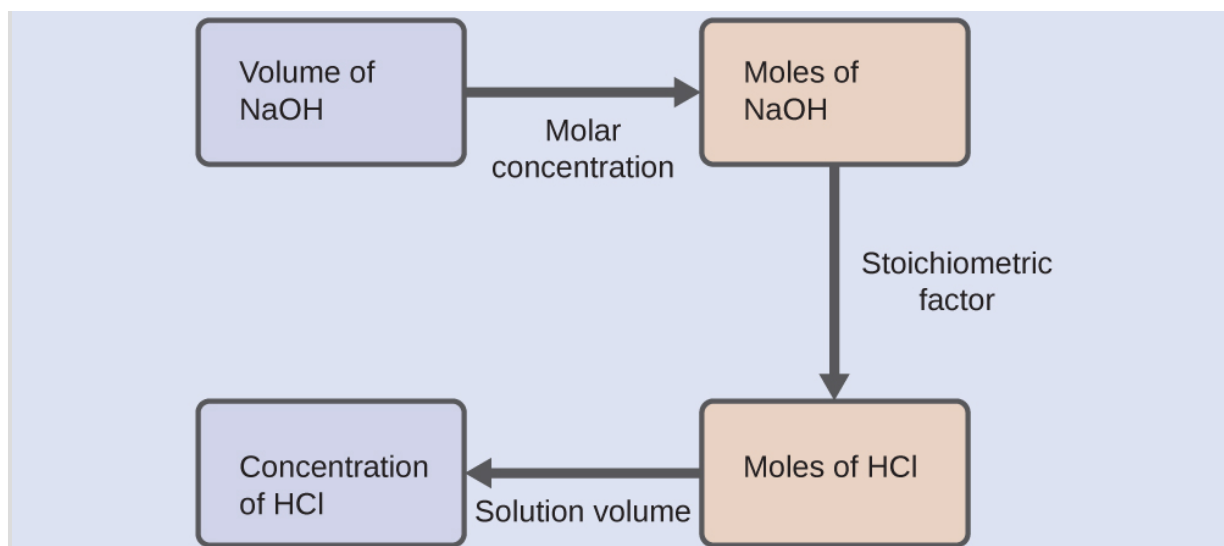 Volume of
NaOH
Molar
concentration
Moles of
NaOH
Stoichiometric
factor
Moles of HCl
Solution volume
Concentration
of HCl